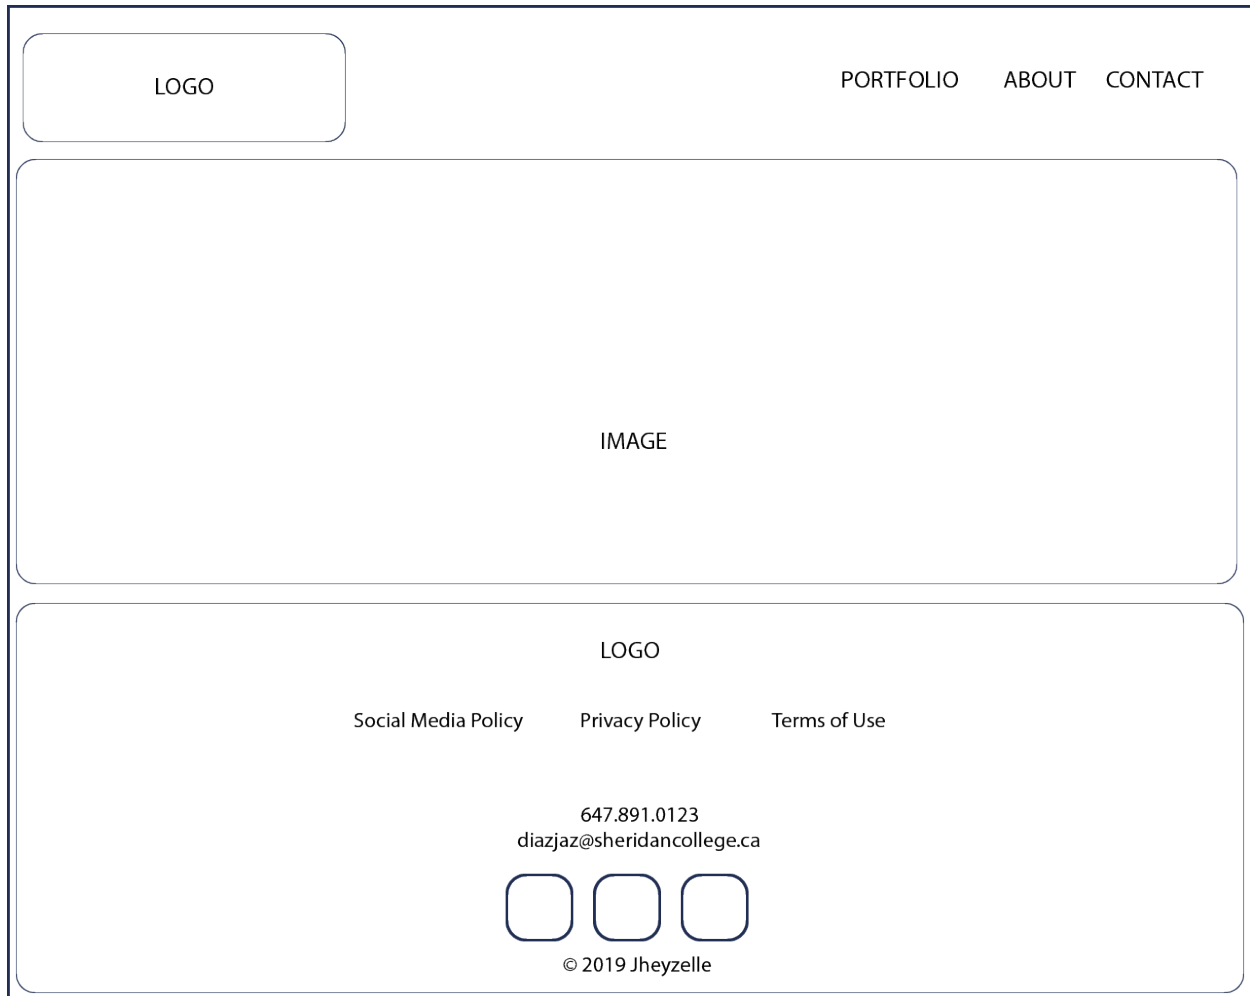 LOGO
PORTFOLIO ABOUT CONTACT
IMAGE
LOGO
Social Media Policy Privacy Policy Terms of Use
647.891.0123
diazjaz@sheridancollege.ca
© 2019 Jheyzelle